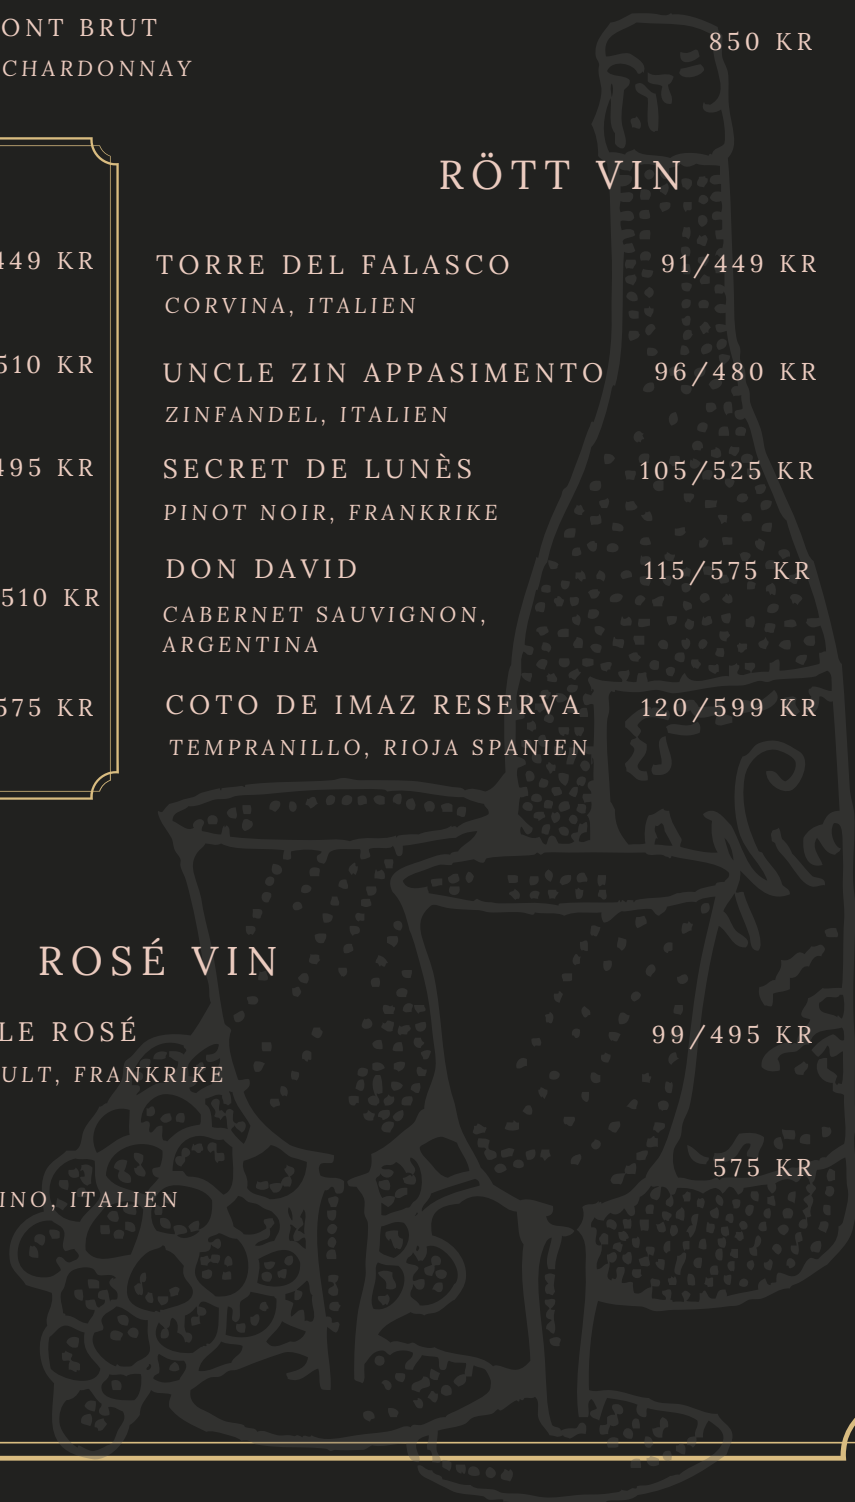 ONT BRUT
850 KR
CHARDONNAY
RÖTT VIN
449 KR
510 KR
495 KR
510 KR
575 KR
TORRE DEL FALASCO 91/449 KR
CORVINA, ITALIEN
UNCLE ZIN APPASIMENTO 96/480 KR
ZINFANDEL, ITALIEN
SECRET DE LUNÈS 105/525 KR
PINOT NOIR, FRANKRIKE
DON DAVID 115/575 KR
CABERNET SAUVIGNON,
ARGENTINA
COTO DE IMAZ RESERVA 120/599 KR
TEMPRANILLO, RIOJA SPANIEN
ROSÉ VIN
LE ROSÉ 99/495 KR
ULT, FRANKRIKE
575 KR
INO, ITALIEN